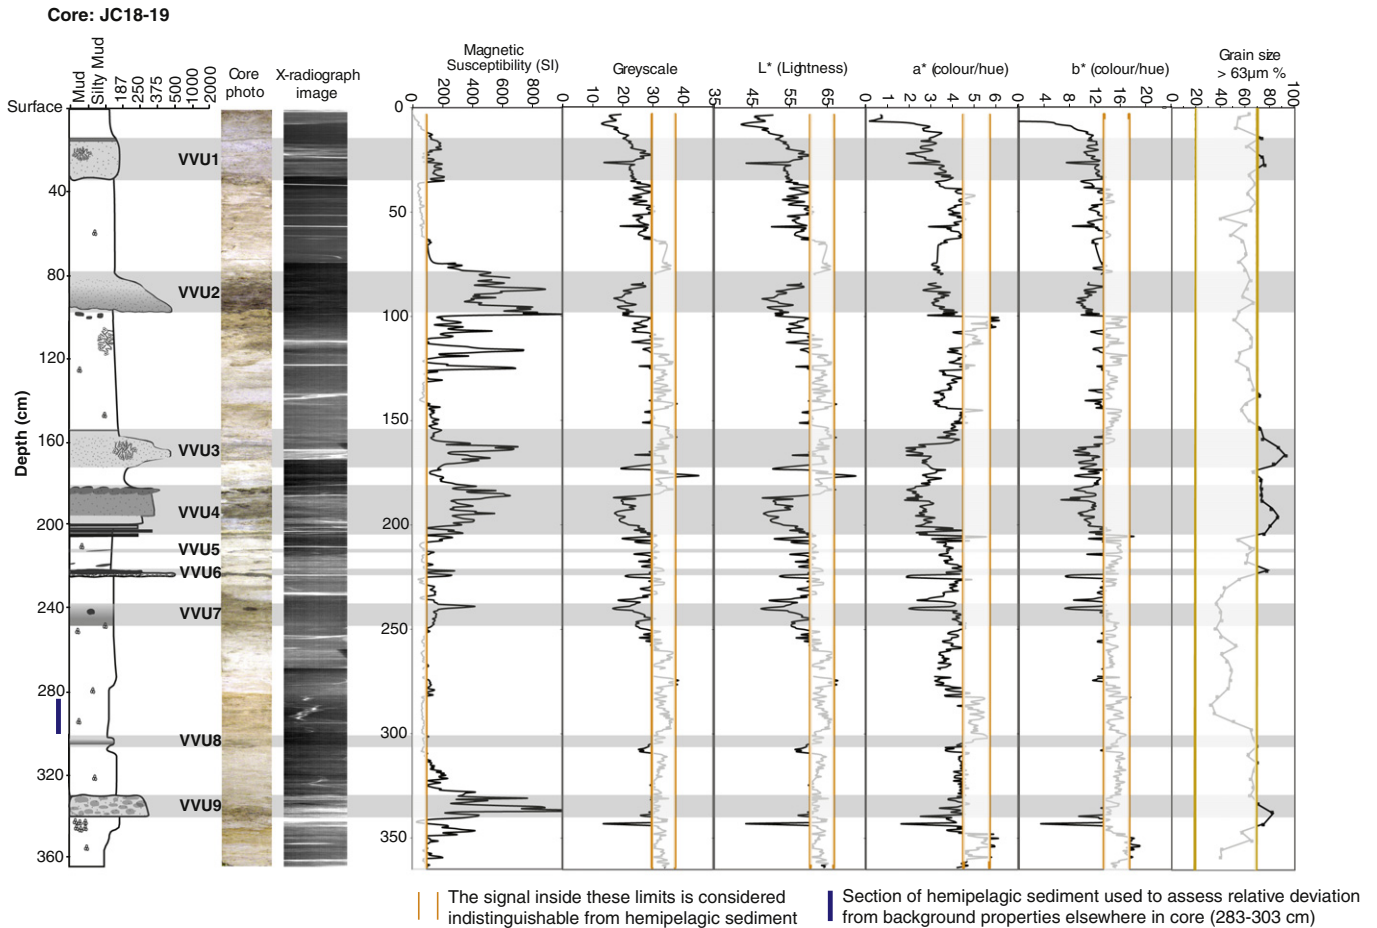 Core: JC18-19
Mud
Silly Mud
187
250
375
500
1000
2000
Core
photo
X-radiograph
image
Magnetic
Susceptibility (SI)
Greyscale
L* (Lightness)
a* (colour/hue)
b* (colour/hue)
Grain size
> 63µm %
Surface
200
400
600
800
0
10
20
30
40
35
45
55
65
0
1
2
3
4
5
6
0
4
8
12
16
20
0
20
40
60
80
100
Depth (cm)
40
80
120
160
200
240
280
320
360
VVU1
VVU2
VVU3
VVU4
VVU5
VVU6
VVU7
VVU8
VVU9
0
50
100
150
200
250
300
350
The signal inside these limits is considered
indistinguishable from hemipelagic sediment
Section of hemipelagic sediment used to assess relative deviation
from background properties elsewhere in core (283-303 cm)